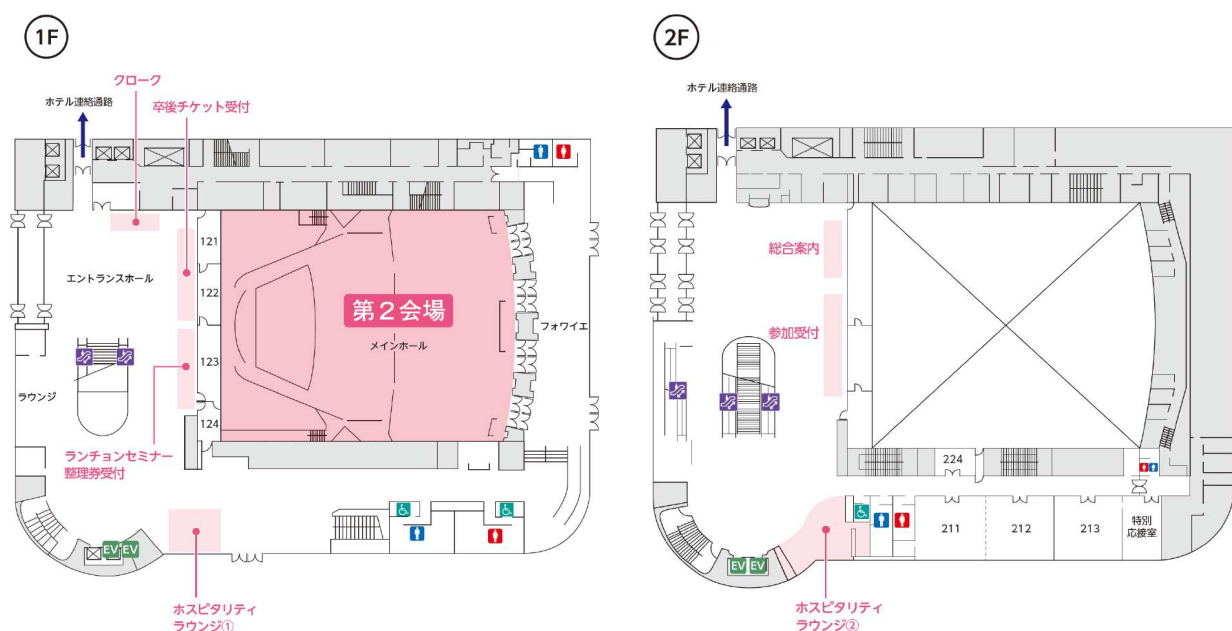 1F
クローク
ホテル連絡通路
卒後チケット受付
121
エントランスホール
122
第2会場
メインホール
フォワイエ
123
ラウンジ
124
ランチョンセミナー
整理券受付
EV EV
ホスピタリティ
ラウンジ①
2F
ホテル連絡通路
総合案内
参加受付
224
211
212
213
特別
応接室
EV EV
ホスピタリティ
ラウンジ②